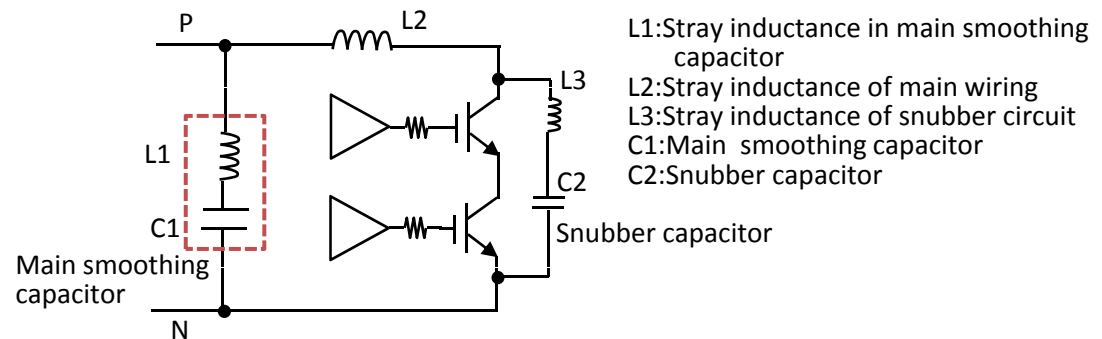 P
L2
L3
L1
C1
C2
Snubber capacitor
Main smoothing
capacitor
N
L1:Stray inductance in main smoothing
capacitor
L2:Stray inductance of main wiring
L3:Stray inductance of snubber circuit
C1:Main  smoothing capacitor
C2:Snubber capacitor